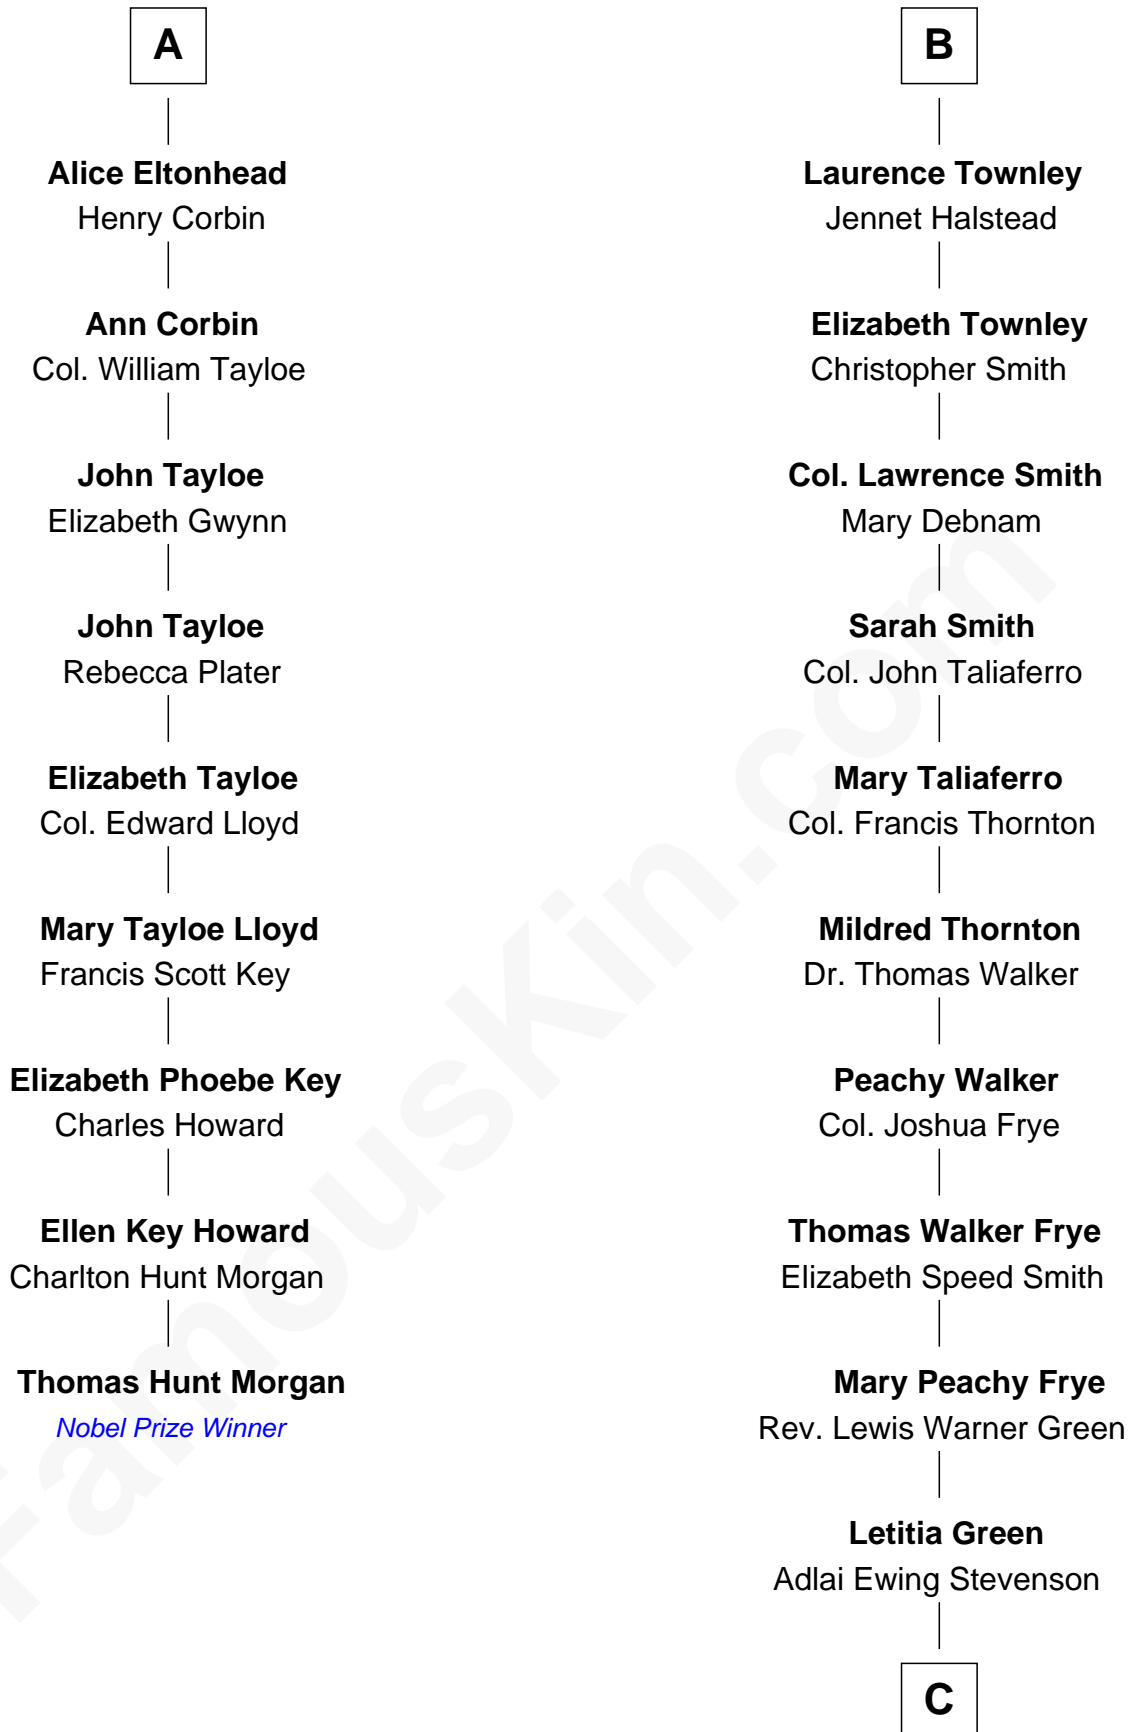 A
Alice Eltonhead
Henry Corbin
Ann Corbin
Col. William Tayloe
John Tayloe
Elizabeth Gwynn
John Tayloe
Rebecca Plater
Elizabeth Tayloe
Col. Edward Lloyd
Mary Tayloe Lloyd
Francis Scott Key
Elizabeth Phoebe Key
Charles Howard
Ellen Key Howard
Charlton Hunt Morgan
Thomas Hunt Morgan
Nobel Prize Winner
B
Laurence Townley
Jennet Halstead
Elizabeth Townley
Christopher Smith
Col. Lawrence Smith
Mary Debnam
Sarah Smith
Col. John Taliaferro
Mary Taliaferro
Col. Francis Thornton
Mildred Thornton
Dr. Thomas Walker
Peachy Walker
Col. Joshua Frye
Thomas Walker Frye
Elizabeth Speed Smith
Mary Peachy Frye
Rev. Lewis Warner Green
Letitia Green
Adlai Ewing Stevenson
C
FamousKin.com